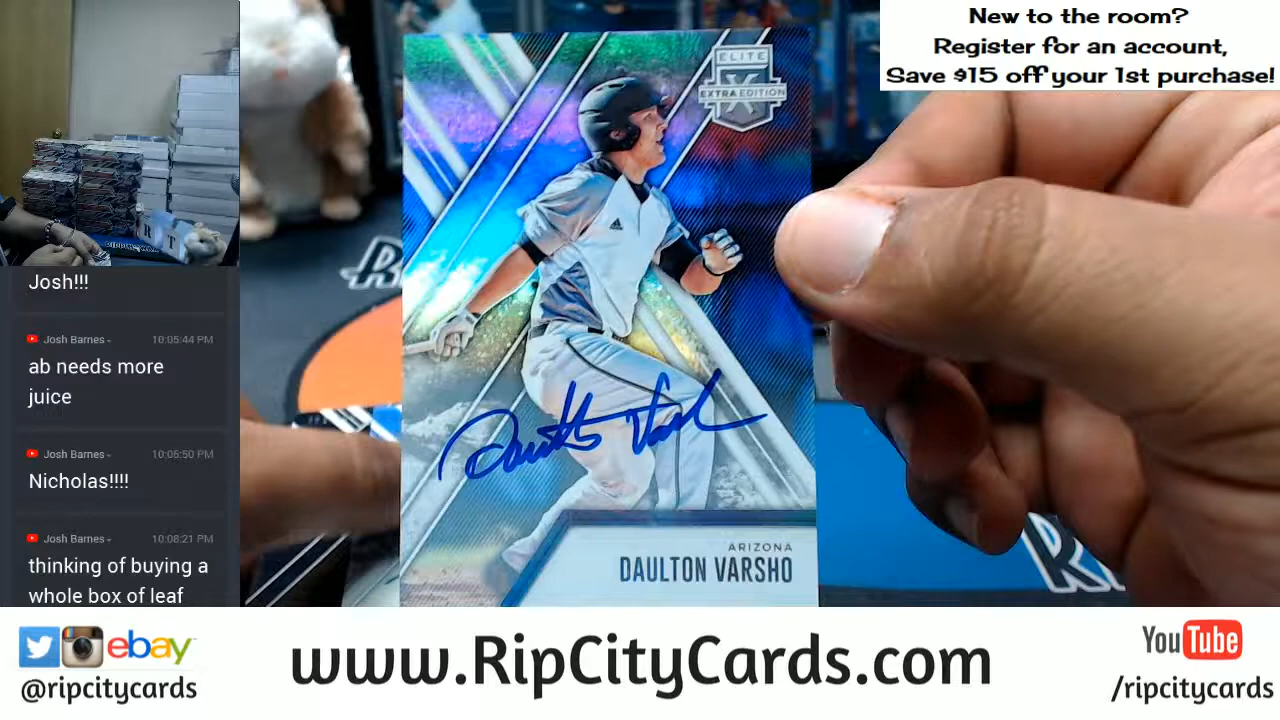 New to the room?
Register for an account,
Save $15 off your 1st purchase!
R T
Josh!!!
Josh Barnes
10:05:44 PM
ab needs more
juice
Josh Barnes
10:05:50 PM
Nicholas!!!!
Josh Barnes
10:08:21 PM
thinking of buying a
whole box of leaf
ELITE
X
EXTRA EDITION
Daulton Varsho
ARIZONA
DAULTON VARSHO
ebay
@ripcitycards
www.RipCityCards.com
YouTube
/ripcitycards